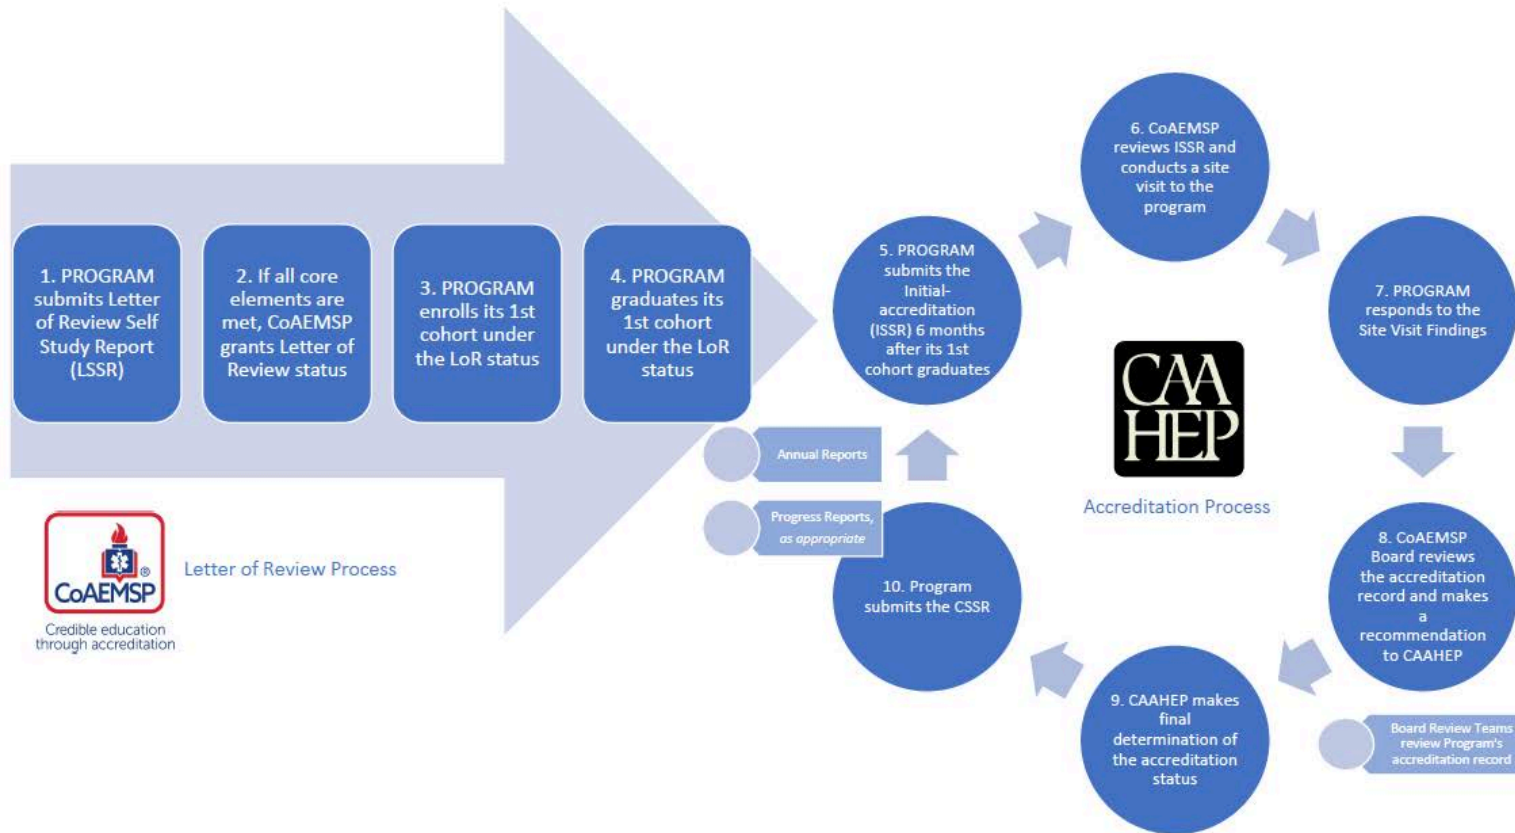 1. PROGRAM
submits Letter
of Review Self
Study Report
(LSSR)
2. If all core
elements are
met, CoAEMSP
grants Letter of
Review status
3. PROGRAM
enrolls its 1st
cohort under
the LoR status
4. PROGRAM
graduates its
1st cohort
under the LoR
status
CoAEMSP
®
Credible education
through accreditation
Letter of Review Process
5. PROGRAM
submits the
Initial-
accreditation
(ISSR) 6 months
after its 1st
cohort graduates
6. CoAEMSP
reviews ISSR and
conducts a site
visit to the
program
7. PROGRAM
responds to the
Site Visit Findings
8. CoAEMSP
Board reviews
the accreditation
record and makes
a
recommendation
to CAAHEP
Board Review Teams
review Program's
accreditation record
9. CAAHEP makes
final
determination of
the accreditation
status
10. Program
submits the CSSR
Annual Reports
Progress Reports,
as appropriate
CAA
HEP
Accreditation Process